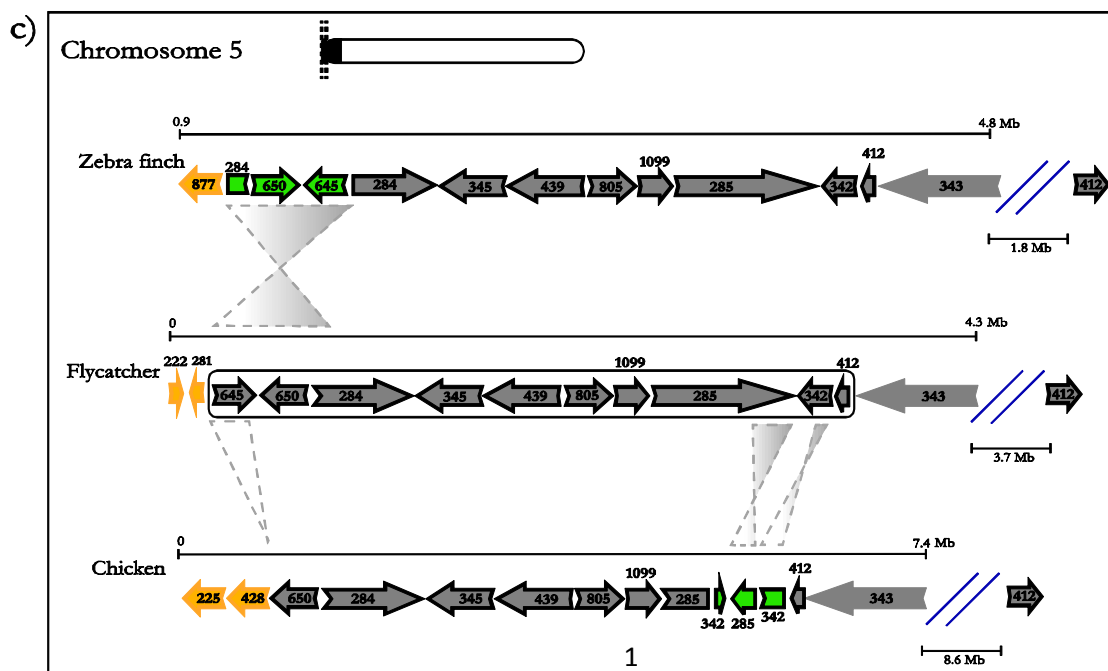 c)
Chromosome 5
0.9 4.8 Mb
Zebra finch
284 1099 412
877 650 645 284 345 439 805 285 342 343 412
1.8 Mb
0 4.3 Mb
222 281 1099 412
Flycatcher
645 650 284 345 439 805 285 342 343 412
3.7 Mb
0 7.4 Mb
Chicken
1099 412
225 428 650 284 345 439 805 285 343 412
342 285 342
1
8.6 Mb